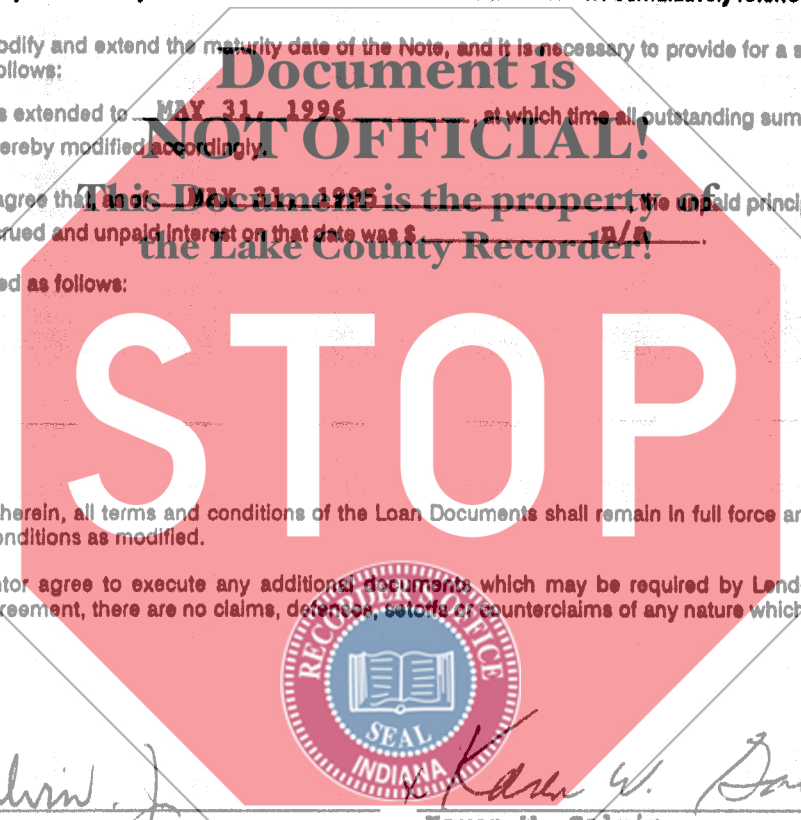 odify and extend the maturity date of the Note, and it is necessary to provide for a s
ollows:
Document is
s extended to MAY 31, 1996, at which time all outstanding sum
NOT OFFICIAL!
ereby modified accordingly.
agree that, as of MAY 31, 1995, the unpaid princip
This Document is the property of
rued and unpaid interest on that date was $ n/a.
the Lake County Recorder!
ed as follows:
STOP
herein, all terms and conditions of the Loan Documents shall remain in full force an
onditions as modified.
ntor agree to execute any additional documents which may be required by Lend
reement, there are no claims, defenses, setoffs or counterclaims of any nature which
RECORDER'S OFFICE
SEAL
INDIANA
Karen W.